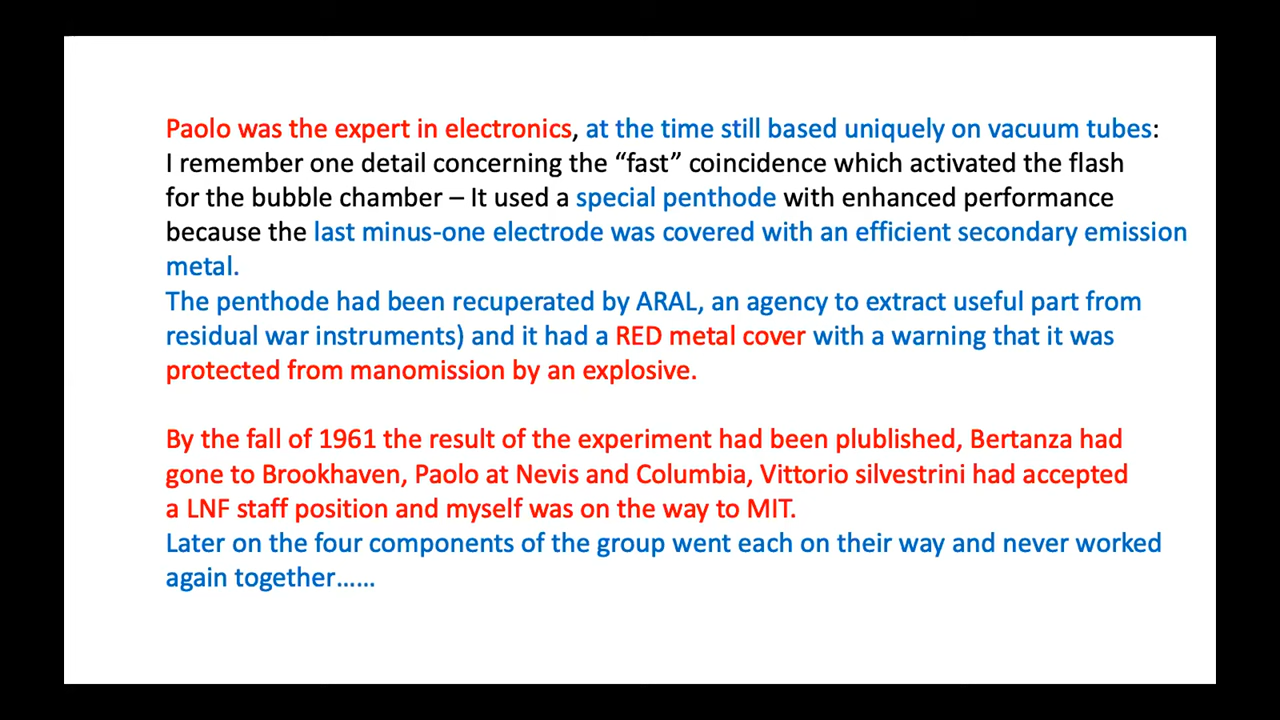 Paolo was the expert in electronics, at the time still based uniquely on vacuum tubes:
I remember one detail concerning the “fast” coincidence which activated the flash
for the bubble chamber – It used a special penthode with enhanced performance
because the last minus-one electrode was covered with an efficient secondary emission
metal.
The penthode had been recuperated by ARAL, an agency to extract useful part from
residual war instruments) and it had a RED metal cover with a warning that it was
protected from manomission by an explosive.
By the fall of 1961 the result of the experiment had been plublished, Bertanza had
gone to Brookhaven, Paolo at Nevis and Columbia, Vittorio silvestrini had accepted
a LNF staff position and myself was on the way to MIT.
Later on the four components of the group went each on their way and never worked
again together……